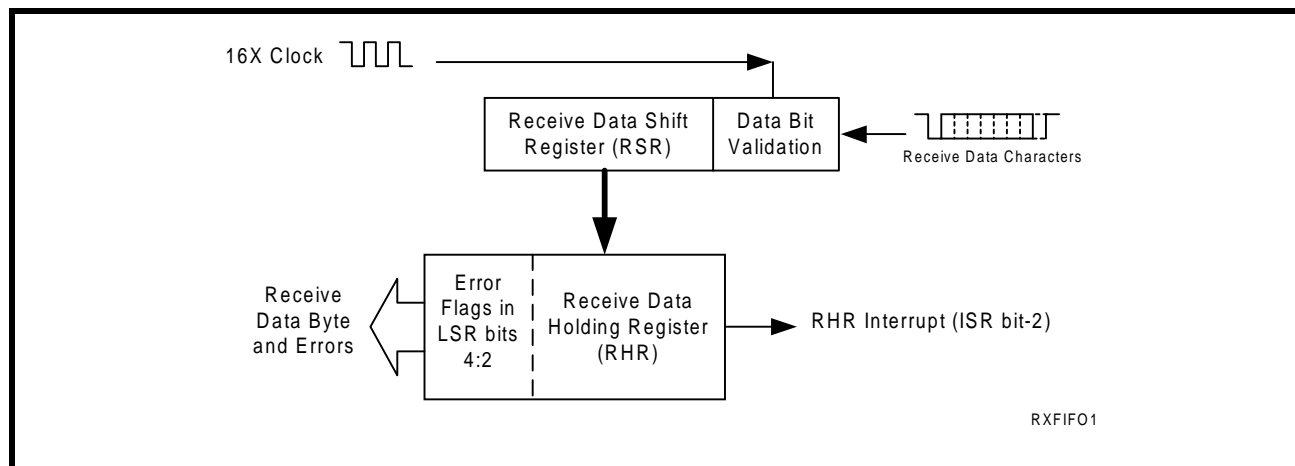 16X Clock
Receive Data Shift
Register (RSR)
Data Bit
Validation
Receive Data Characters
Receive
Data Byte
and Errors
Error
Flags in
LSR bits
4:2
Receive Data
Holding Register
(RHR)
RHR Interrupt (ISR bit-2)
RXFIFO1